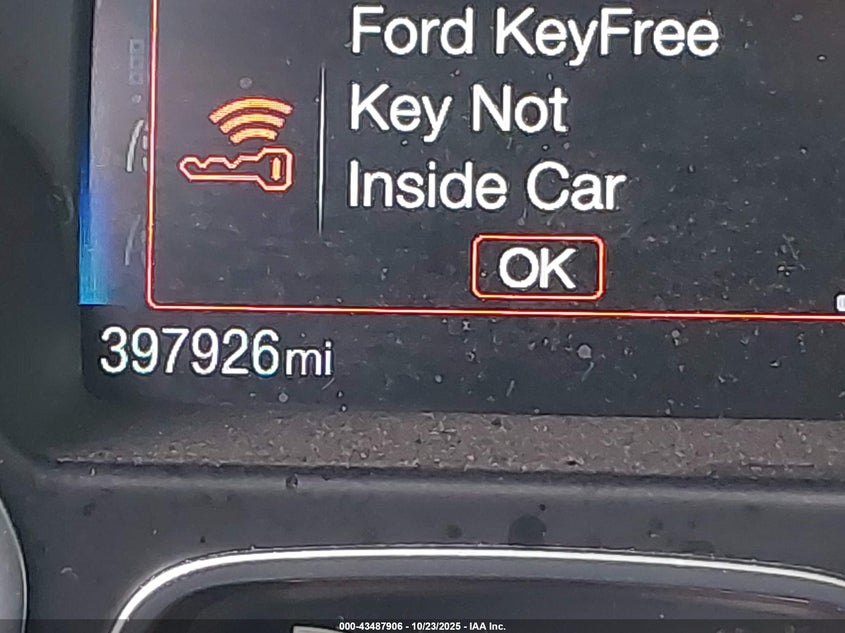 Ford KeyFree
Key Not
Inside Car
OK
397926mi
000-43487906 - 10/23/2025 - IAA Inc.